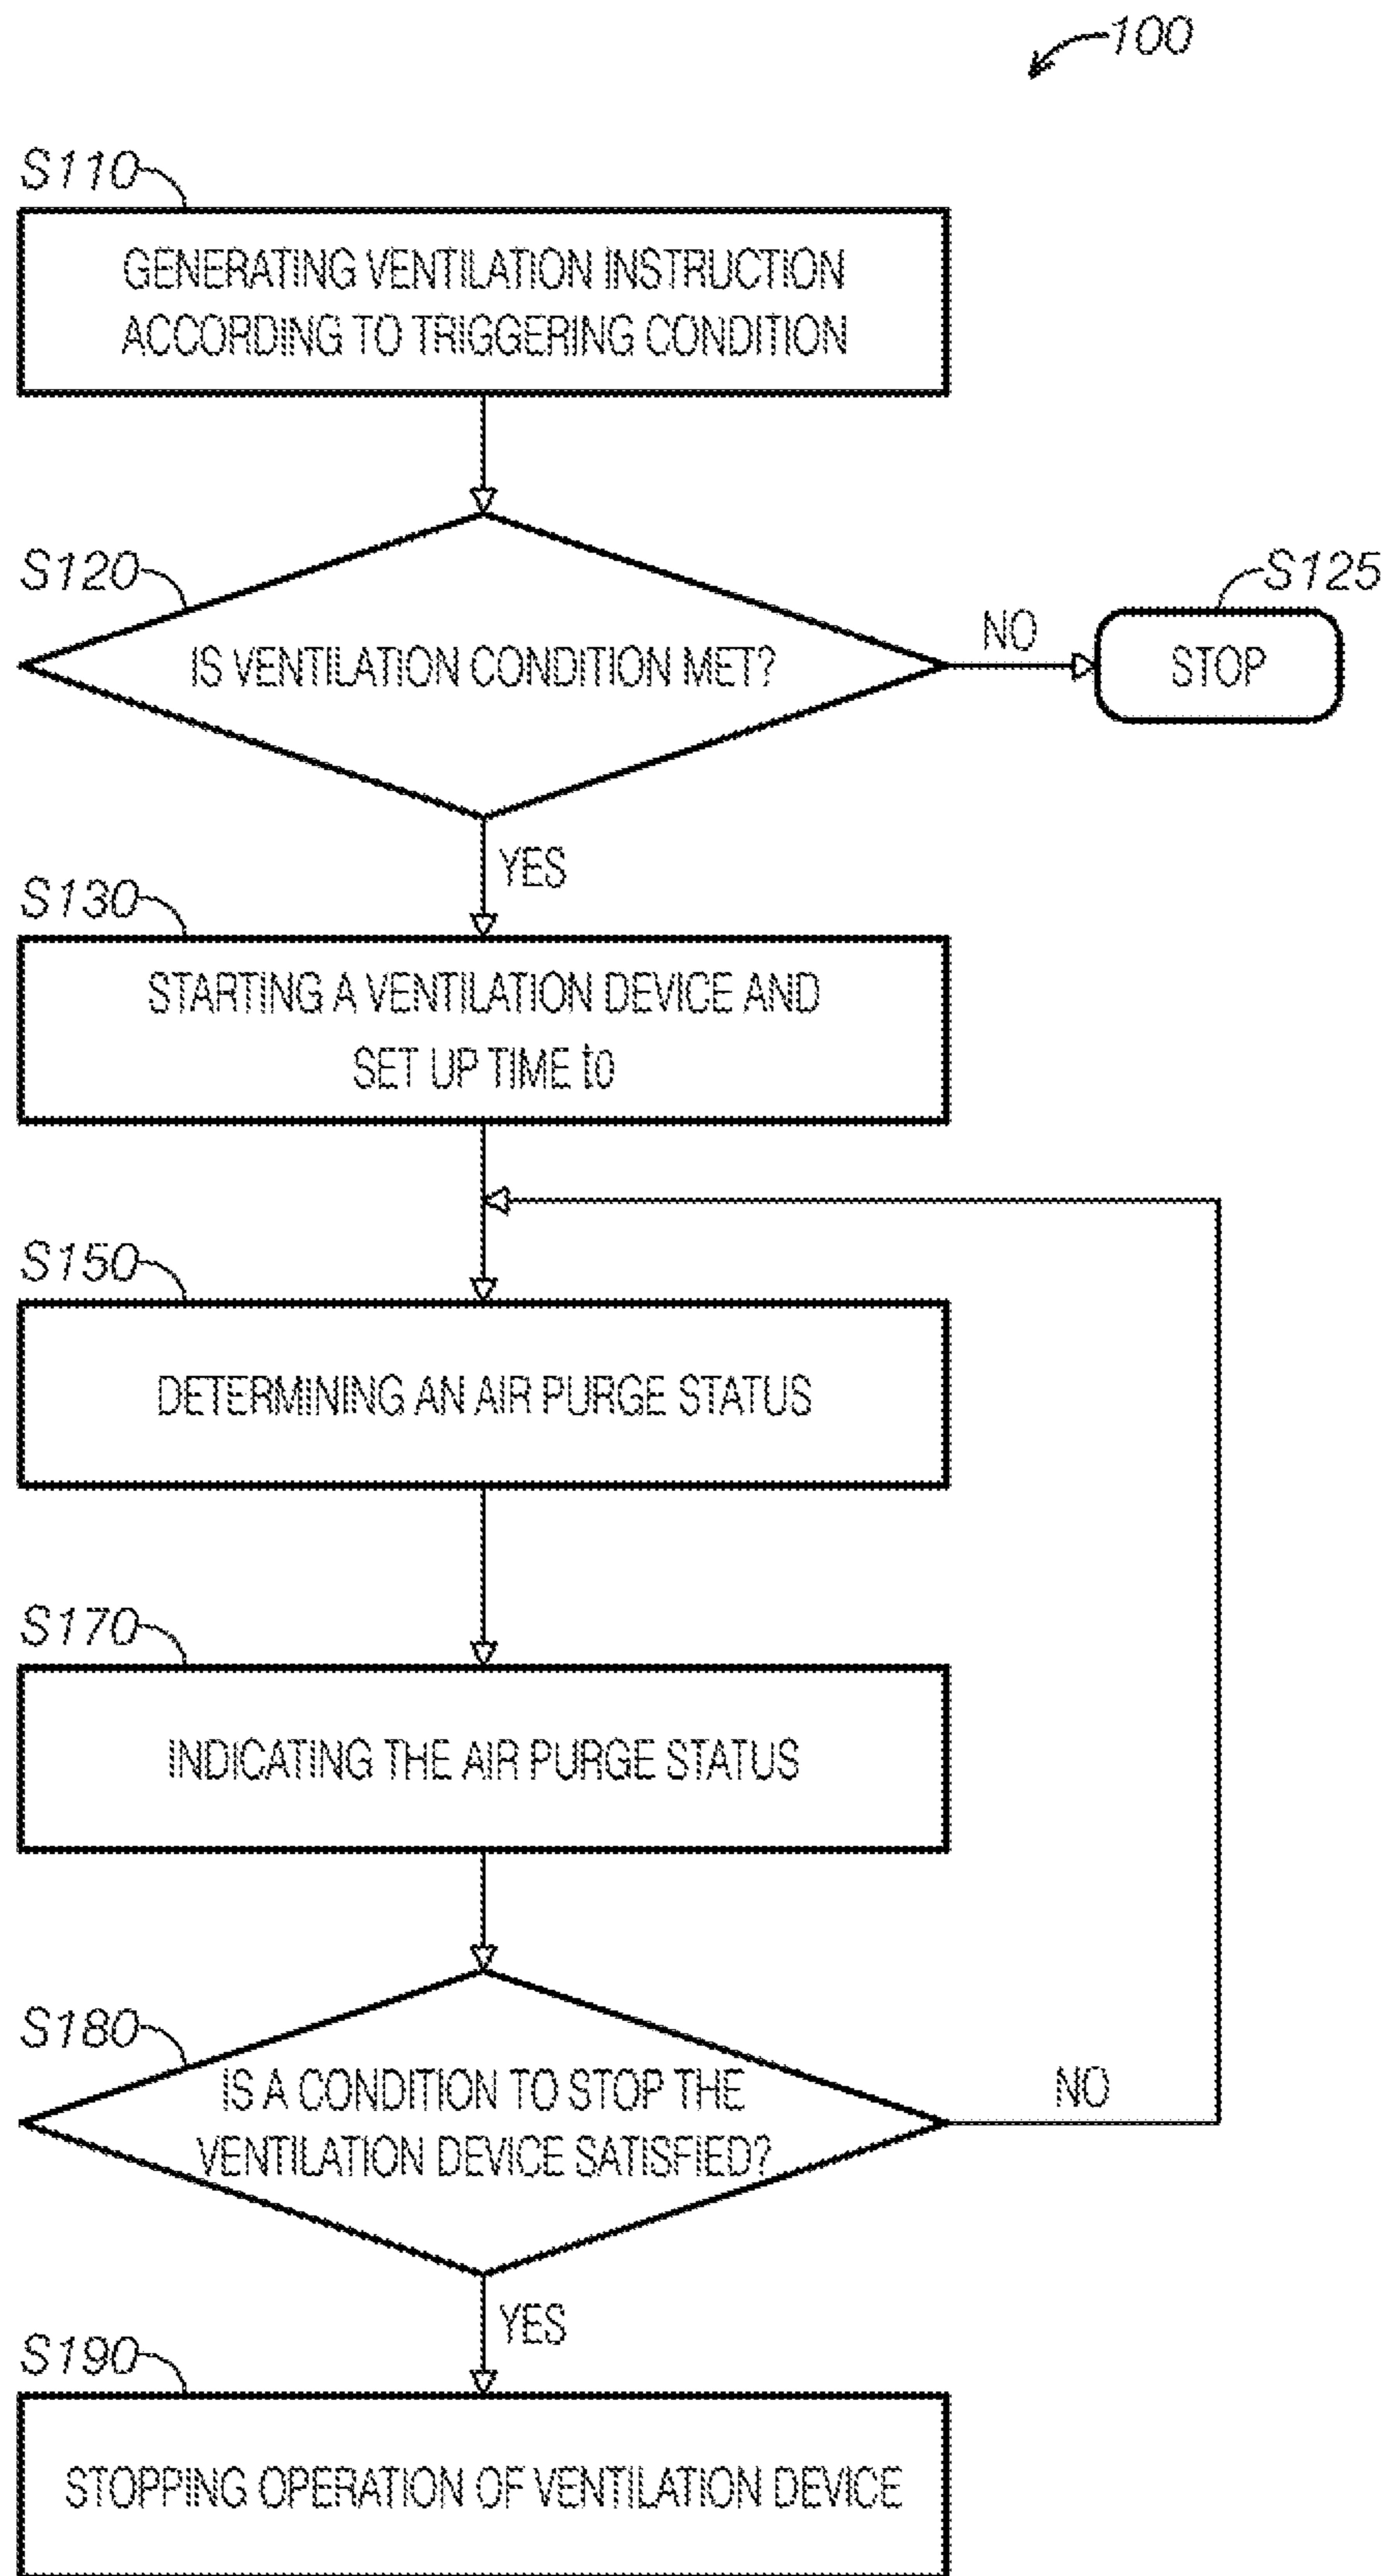 100
S110
GENERATING VENTILATION INSTRUCTION
ACCORDING TO TRIGGERING CONDITION
S120
IS VENTILATION CONDITION MET?
NO
S125
STOP
YES
S130
STARTING A VENTILATION DEVICE AND
SET UP TIME to
S150
DETERMINING AN AIR PURGE STATUS
S170
INDICATING THE AIR PURGE STATUS
S180
IS A CONDITION TO STOP THE
VENTILATION DEVICE SATISFIED?
NO
YES
S190
STOPPING OPERATION OF VENTILATION DEVICE